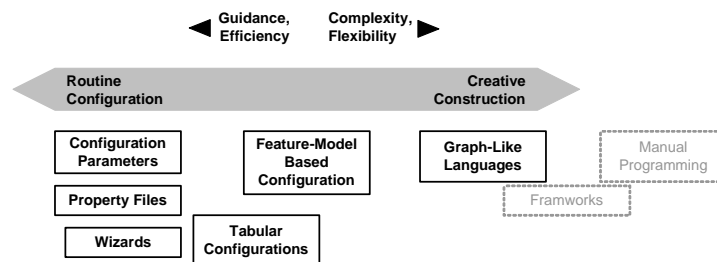 Guidance,
Efficiency
Complexity,
Flexibility
Routine
Configuration
Creative
Construction
Configuration
Parameters
Feature-Model
Based
Configuration
Graph-Like
Languages
Manual
Programming
Property Files
Framworks
Wizards
Tabular
Configurations